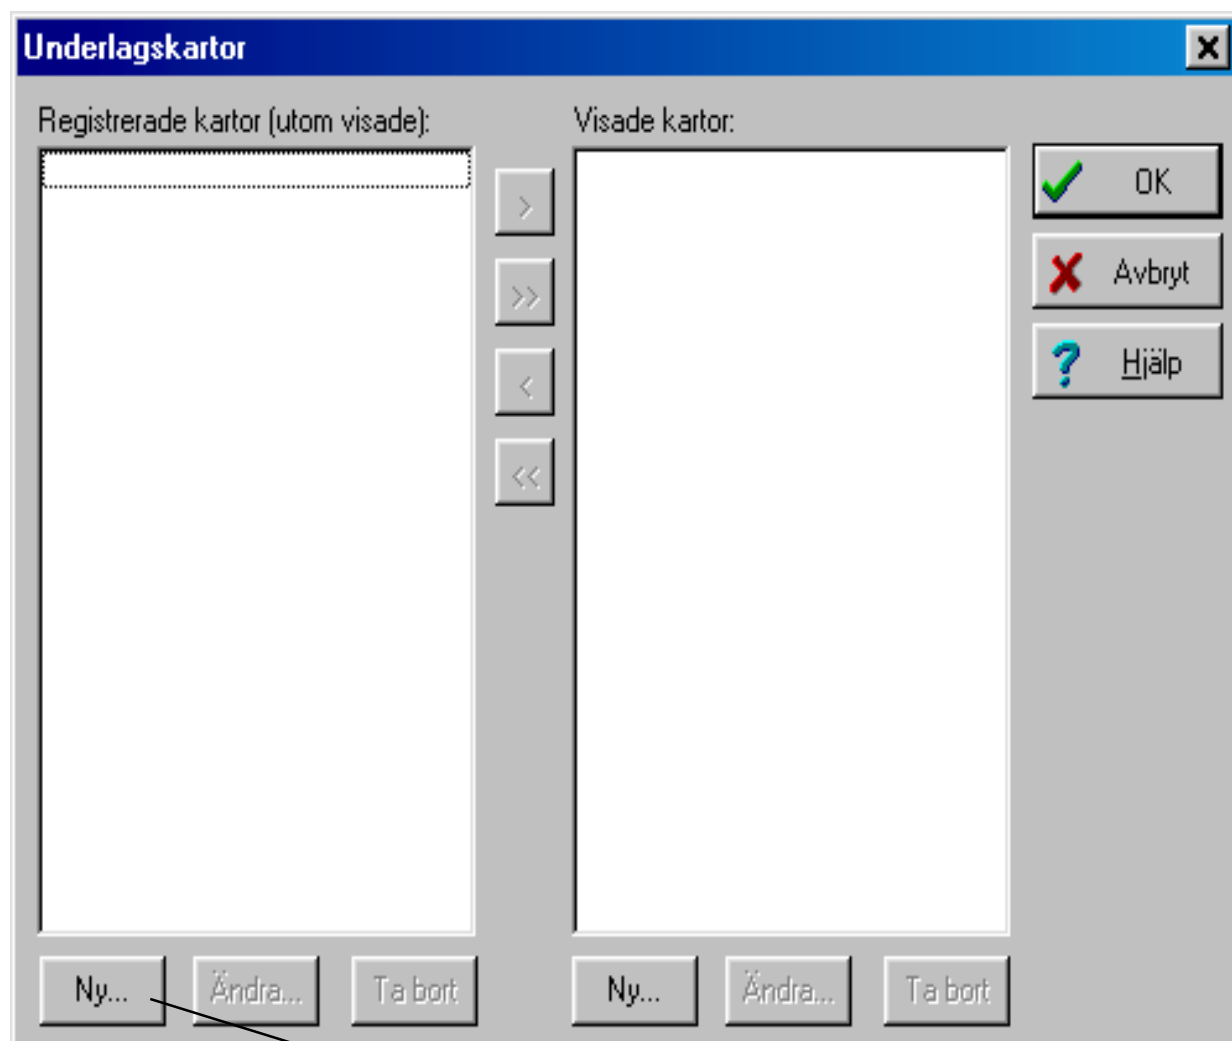 Underlagskartor
Registrerade kartor (utom visade):
Visade kartor:
>
>>
<
<<
OK
Avbryt
Hjälp
Ny...
Ändra...
Ta bort
Ny...
Ändra...
Ta bort